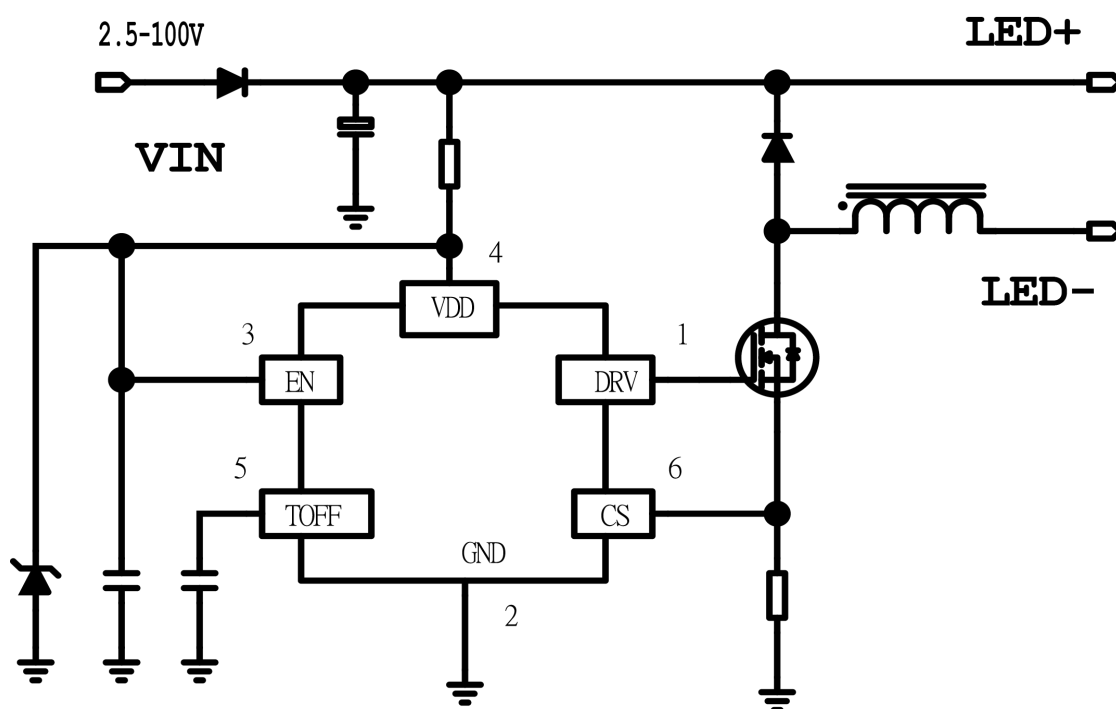 2.5-100V
LED+
VIN
LED-
4
VDD
3
1
EN
DRV
5
6
TOFF
CS
GND
2